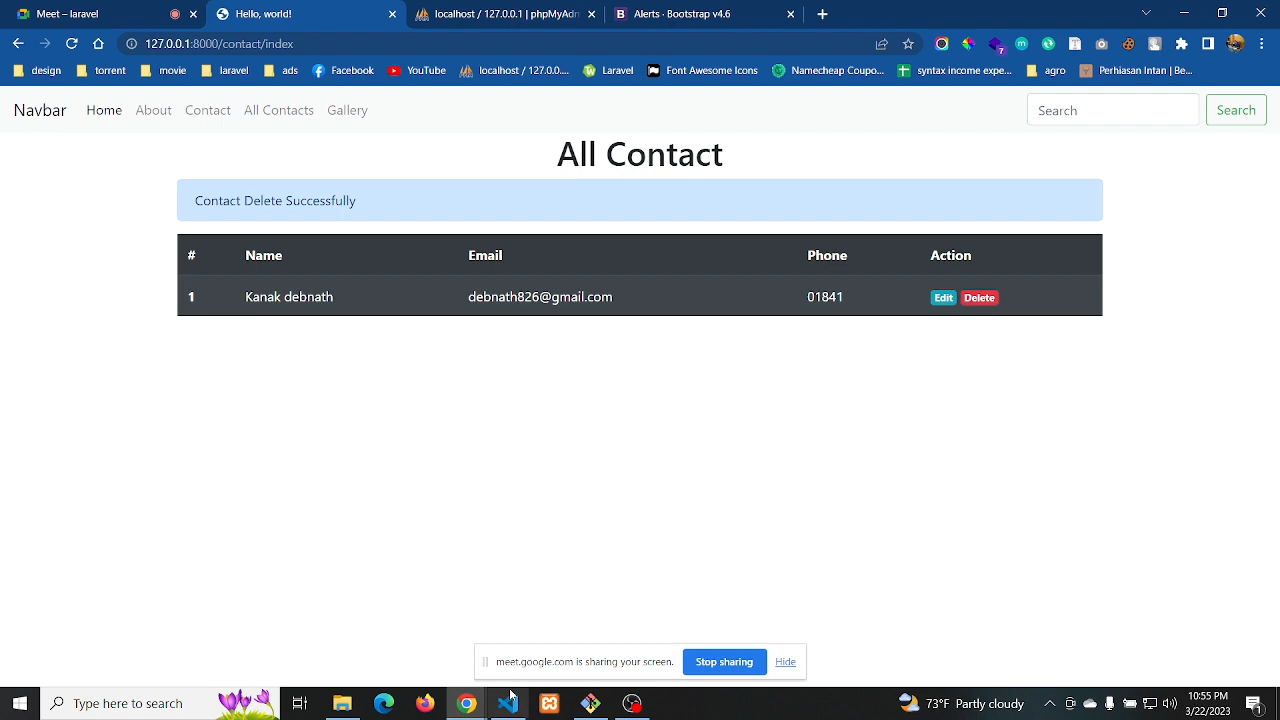 Meet – laravel
Hello, world!
localhost / 127.0.0.1 | phpMyAdn
Alerts · Bootstrap v4.6
127.0.0.1:8000/contact/index
7
design
torrent
movie
laravel
ads
Facebook
YouTube
localhost / 127.0.0....
Laravel
Font Awesome Icons
Namecheap Coupo...
syntax income expe...
agro
Perhiasan Intan | Be...
Navbar Home About Contact All Contacts Gallery
Search Search
All Contact
Contact Delete Successfully
# Name Email Phone Action
1 Kanak debnath debnath826@gmail.com 01841 Edit Delete
meet.google.com is sharing your screen. Stop sharing Hide
Type here to search
73°F Partly cloudy
10:55 PM
3/22/2023
1